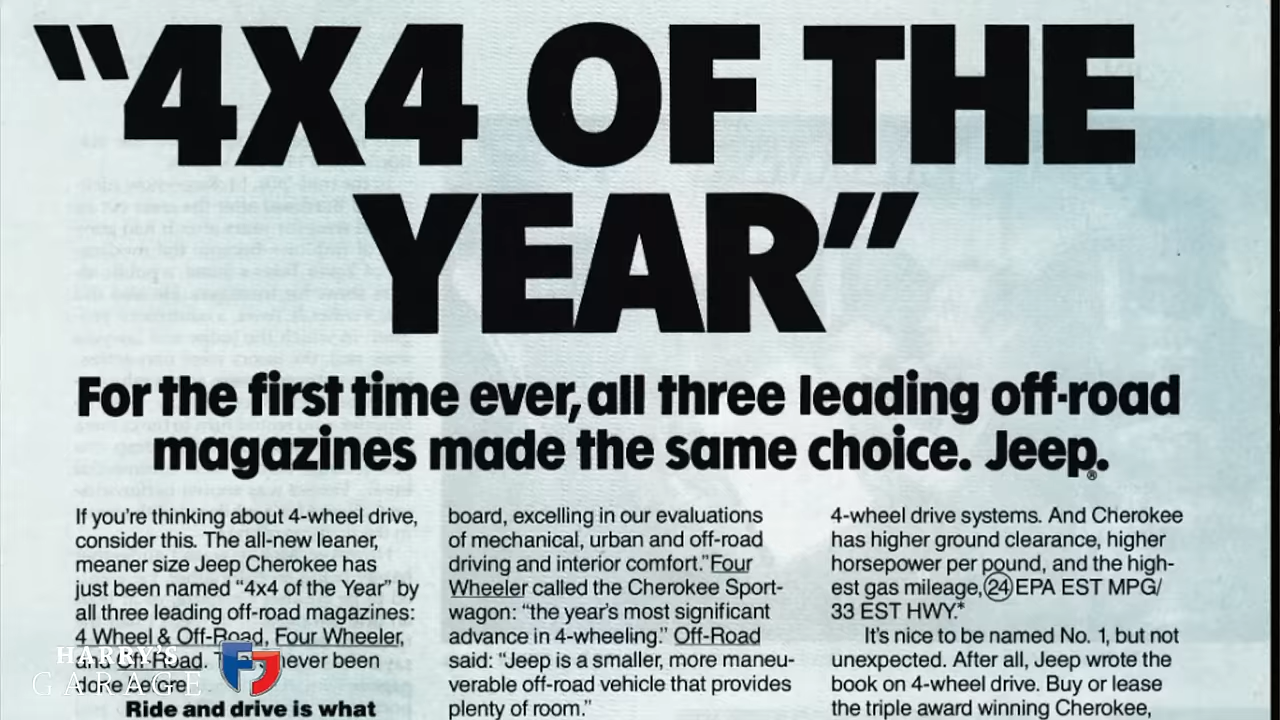 “4X4 OF THE
YEAR”
For the first time ever, all three leading off-road
magazines made the same choice. Jeep.®
If you're thinking about 4-wheel drive,
consider this. The all-new leaner,
meaner size Jeep Cherokee has
just been named “4x4 of the Year” by
all three leading off-road magazines:
4 Wheel & Off-Road, Four Wheeler,
and Off-Road. never been
done before.
Ride and drive is what
board, excelling in our evaluations
of mechanical, urban and off-road
driving and interior comfort.” Four
Wheeler called the Cherokee Sport-
wagon: “the year's most significant
advance in 4-wheeling.” Off-Road
said: “Jeep is a smaller, more maneu-
verable off-road vehicle that provides
plenty of room.”
4-wheel drive systems. And Cherokee
has higher ground clearance, higher
horsepower per pound, and the high-
est gas mileage, 24 EPA EST MPG/
33 EST HWY.*
It's nice to be named No. 1, but not
unexpected. After all, Jeep wrote the
book on 4-wheel drive. Buy or lease
the triple award winning Cherokee,
HARRY'S
GARAGE